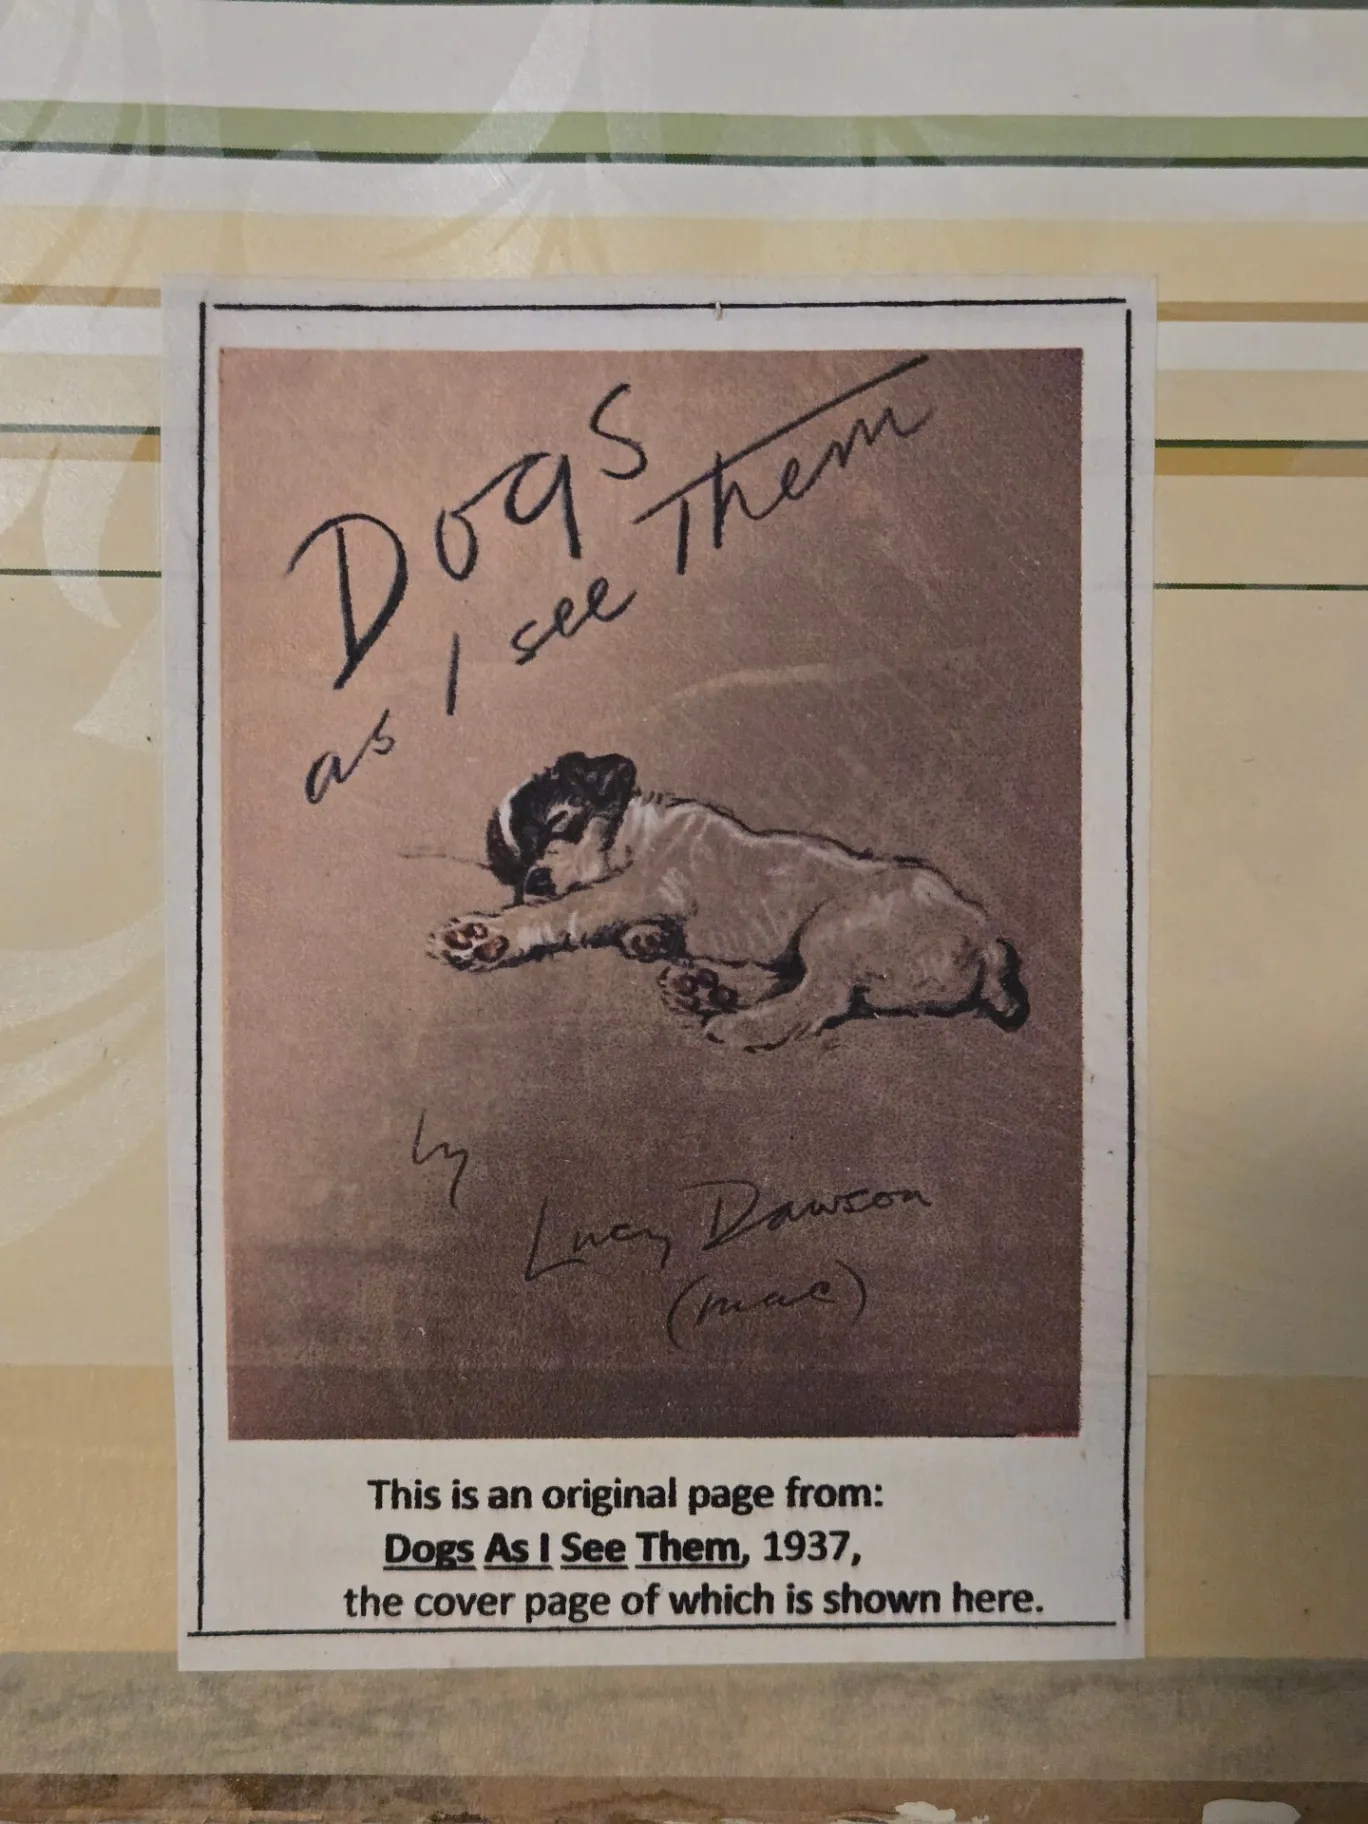 Dogs
as I see Them
by
Lucy Dawson
(mac)
This is an original page from:
Dogs As I See Them, 1937,
the cover page of which is shown here.